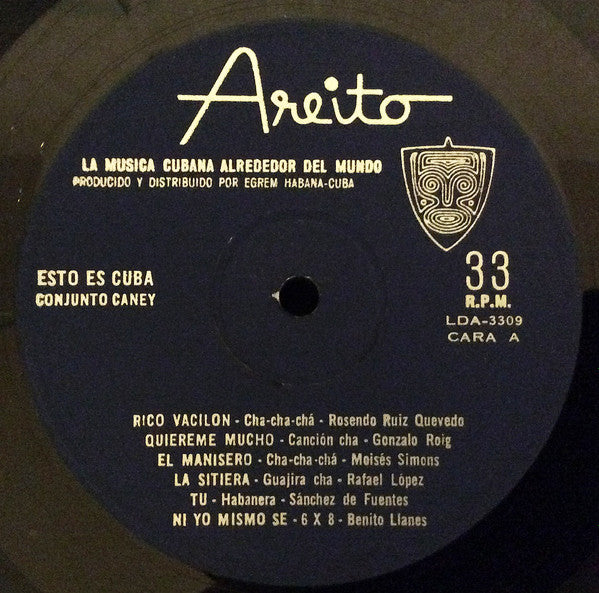 Areito
LA MUSICA CUBANA ALREDEDOR DEL MUNDO
PRODUCIDO Y DISTRIBUIDO POR EGREM HABANA-CUBA
ESTO ES CUBA
CONJUNTO CANEY
33
R.P.M.
LDA-3309
CARA A
RICO VACILON - Cha-cha-chá - Rosendo Ruiz Quevedo
QUIEREME MUCHO - Canción cha - Gonzalo Roig
EL MANISERO - Cha-cha-chá - Moisés Simons
LA SITIERA - Guajira cha - Rafael López
TU - Habanera - Sánchez de Fuentes
NI YO MISMO SE - 6 X 8 - Benito Llanes